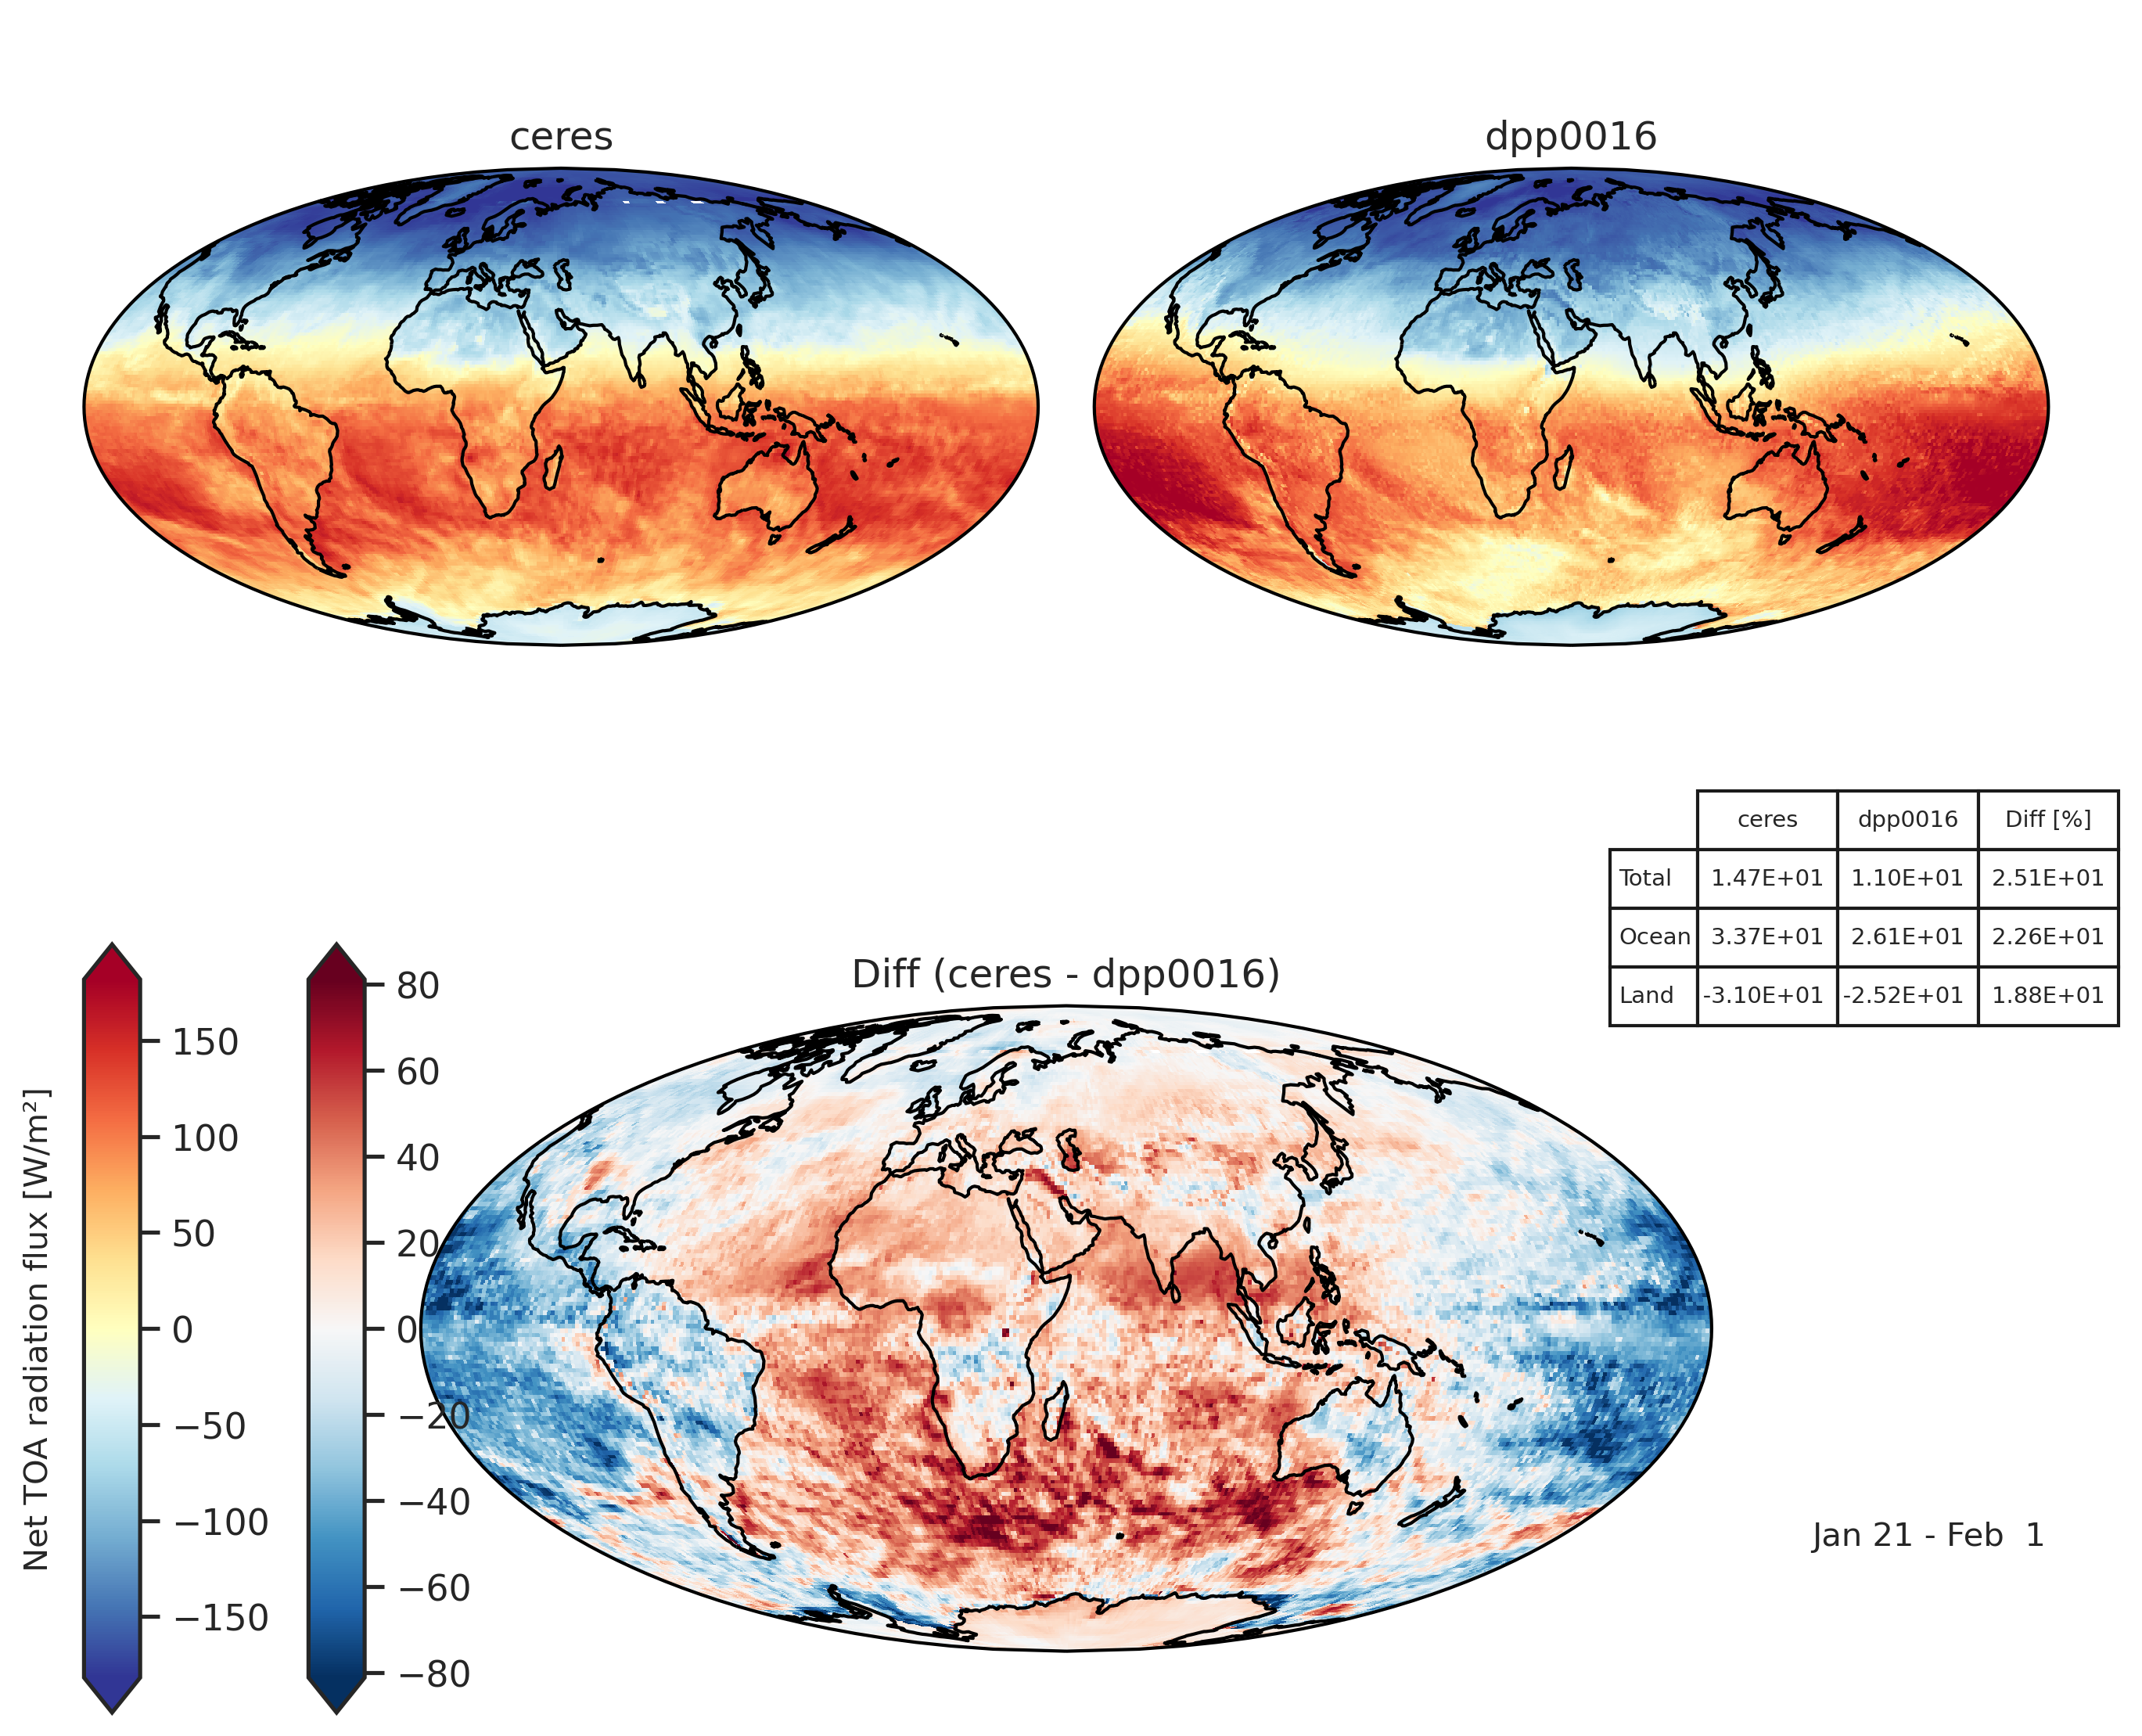 ceres
dpp0016
ceres dpp0016 Diff [%]
Total 1.47E+01 1.10E+01 2.51E+01
Ocean 3.37E+01 2.61E+01 2.26E+01
Land -3.10E+01 -2.52E+01 1.88E+01
Diff (ceres - dpp0016)
Net TOA radiation flux [W/m²]
150
100
50
0
−50
−100
−150
80
60
40
20
0
−20
−40
−60
−80
Jan 21 - Feb  1